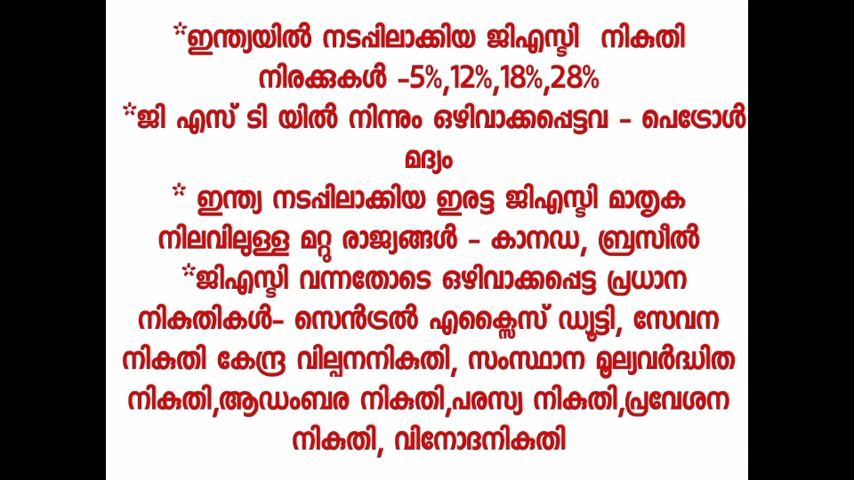 *ഇന്ത്യയിൽ നടപ്പിലാക്കിയ ജിഎസ്ടി നികുതി
നിരക്കുകൾ -5%,12%,18%,28%
*ജി എസ് ടി യിൽ നിന്നും ഒഴിവാക്കപ്പെട്ടവ - പെട്രോൾ
മദ്യം
* ഇന്ത്യ നടപ്പിലാക്കിയ ഇരട്ട ജിഎസ്ടി മാതൃക
നിലവിലുള്ള മറ്റു രാജ്യങ്ങൾ - കാനഡ, ബ്രസീൽ
*ജിഎസ്ടി വന്നതോടെ ഒഴിവാക്കപ്പെട്ട പ്രധാന
നികുതികൾ- സെൻട്രൽ എക്സൈസ് ഡ്യൂട്ടി, സേവന
നികുതി കേന്ദ്ര വില്പനനികുതി, സംസ്ഥാന മൂല്യവർദ്ധിത
നികുതി,ആഡംബര നികുതി,പരസ്യ നികുതി,പ്രവേശന
നികുതി, വിനോദനികുതി